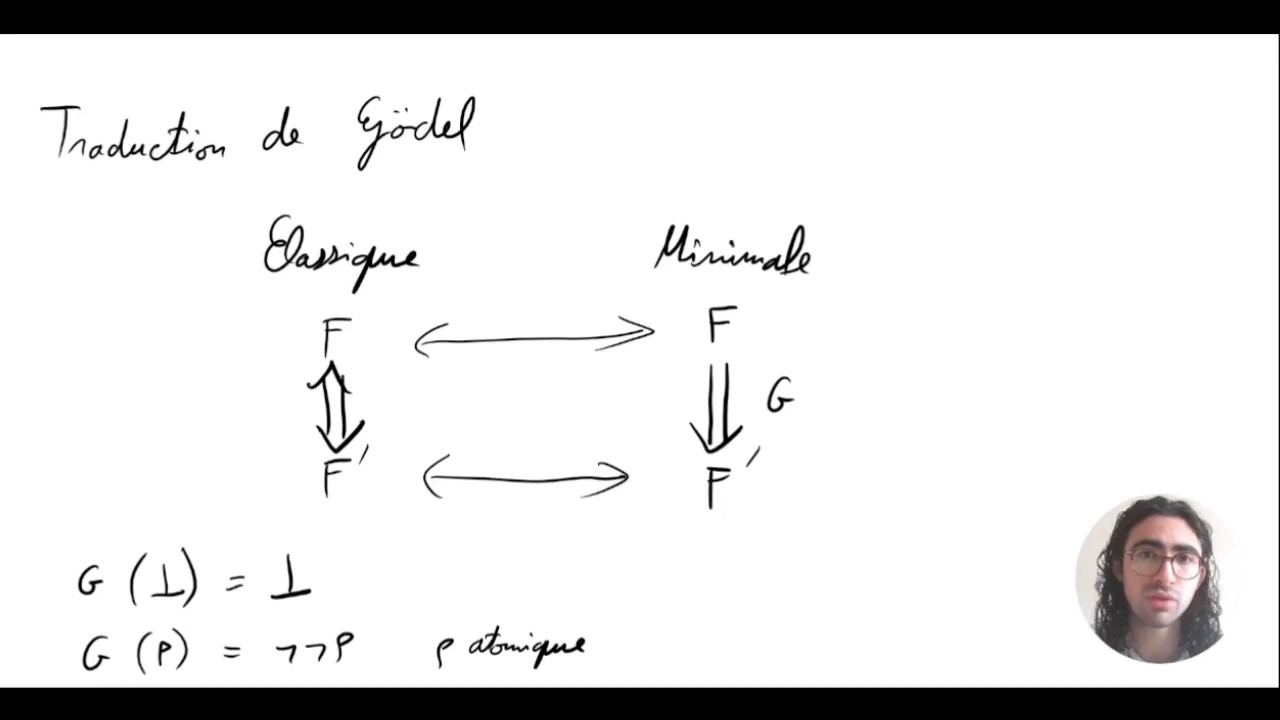 Traduction de Gödel
Classique Minimale
F ⟷ F
⇕ ⇓ G
F′ ⟷ F′
G (⊥) = ⊥
G (P) = ¬¬P P atomique